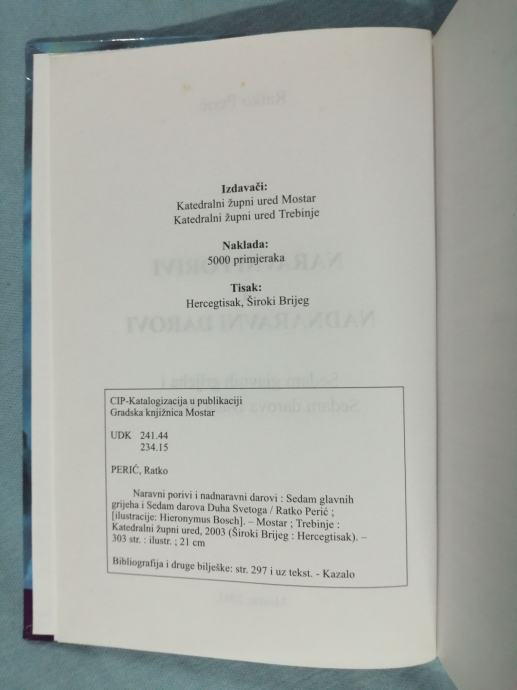 Izdavači:
Katedralni župni ured Mostar
Katedralni župni ured Trebinje
Naklada:
5000 primjeraka
Tisak:
Hercegtisak, Široki Brijeg
CIP-Katalogizacija u publikaciji
Gradska knjižnica Mostar
UDK 241.44
234.15
PERIĆ, Ratko
Naravni porivi i nadnaravni darovi : Sedam glavnih
grijeha i Sedam darova Duha Svetoga / Ratko Perić ;
[ilustracije: Hieronymus Bosch]. – Mostar ; Trebinje :
Katedralni župni ured, 2003 (Široki Brijeg : Hercegtisak). –
303 str. : ilustr. ; 21 cm
Bibliografija i druge bilješke: str. 297 i uz tekst. - Kazalo